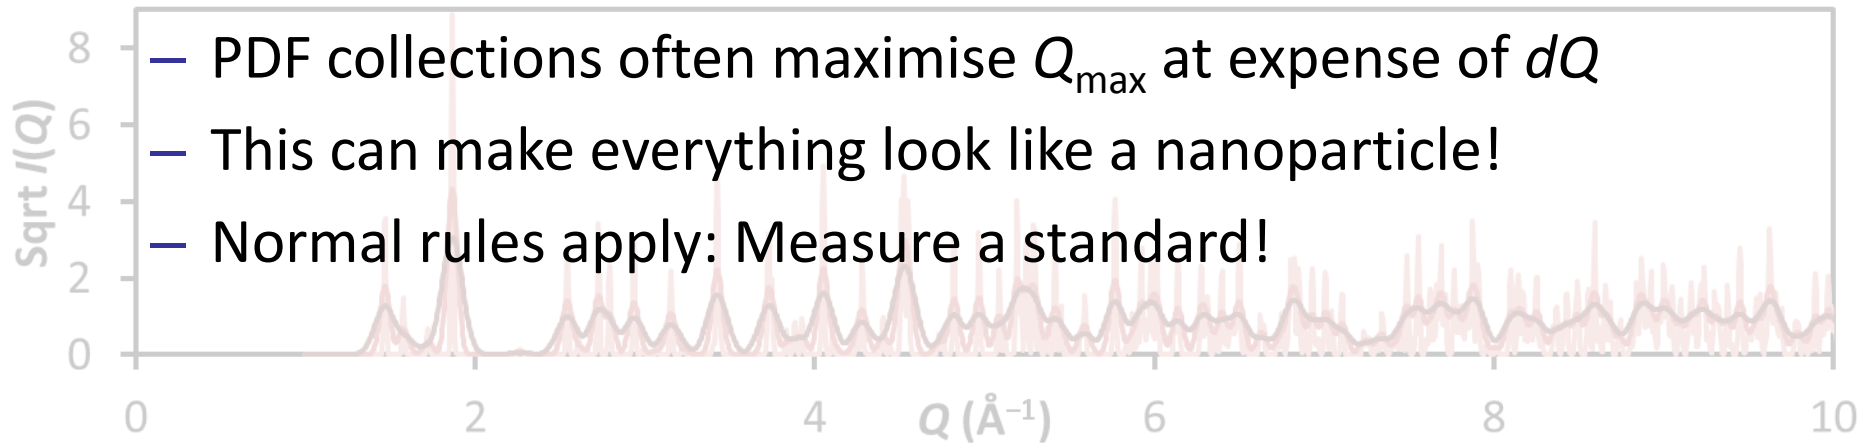 – PDF collections often maximise Qmax at expense of dQ
– This can make everything look like a nanoparticle!
– Normal rules apply: Measure a standard!
Sqrt I(Q)
8
6
4
2
0
0 2 4 6 8 10
Q (Å⁻¹)